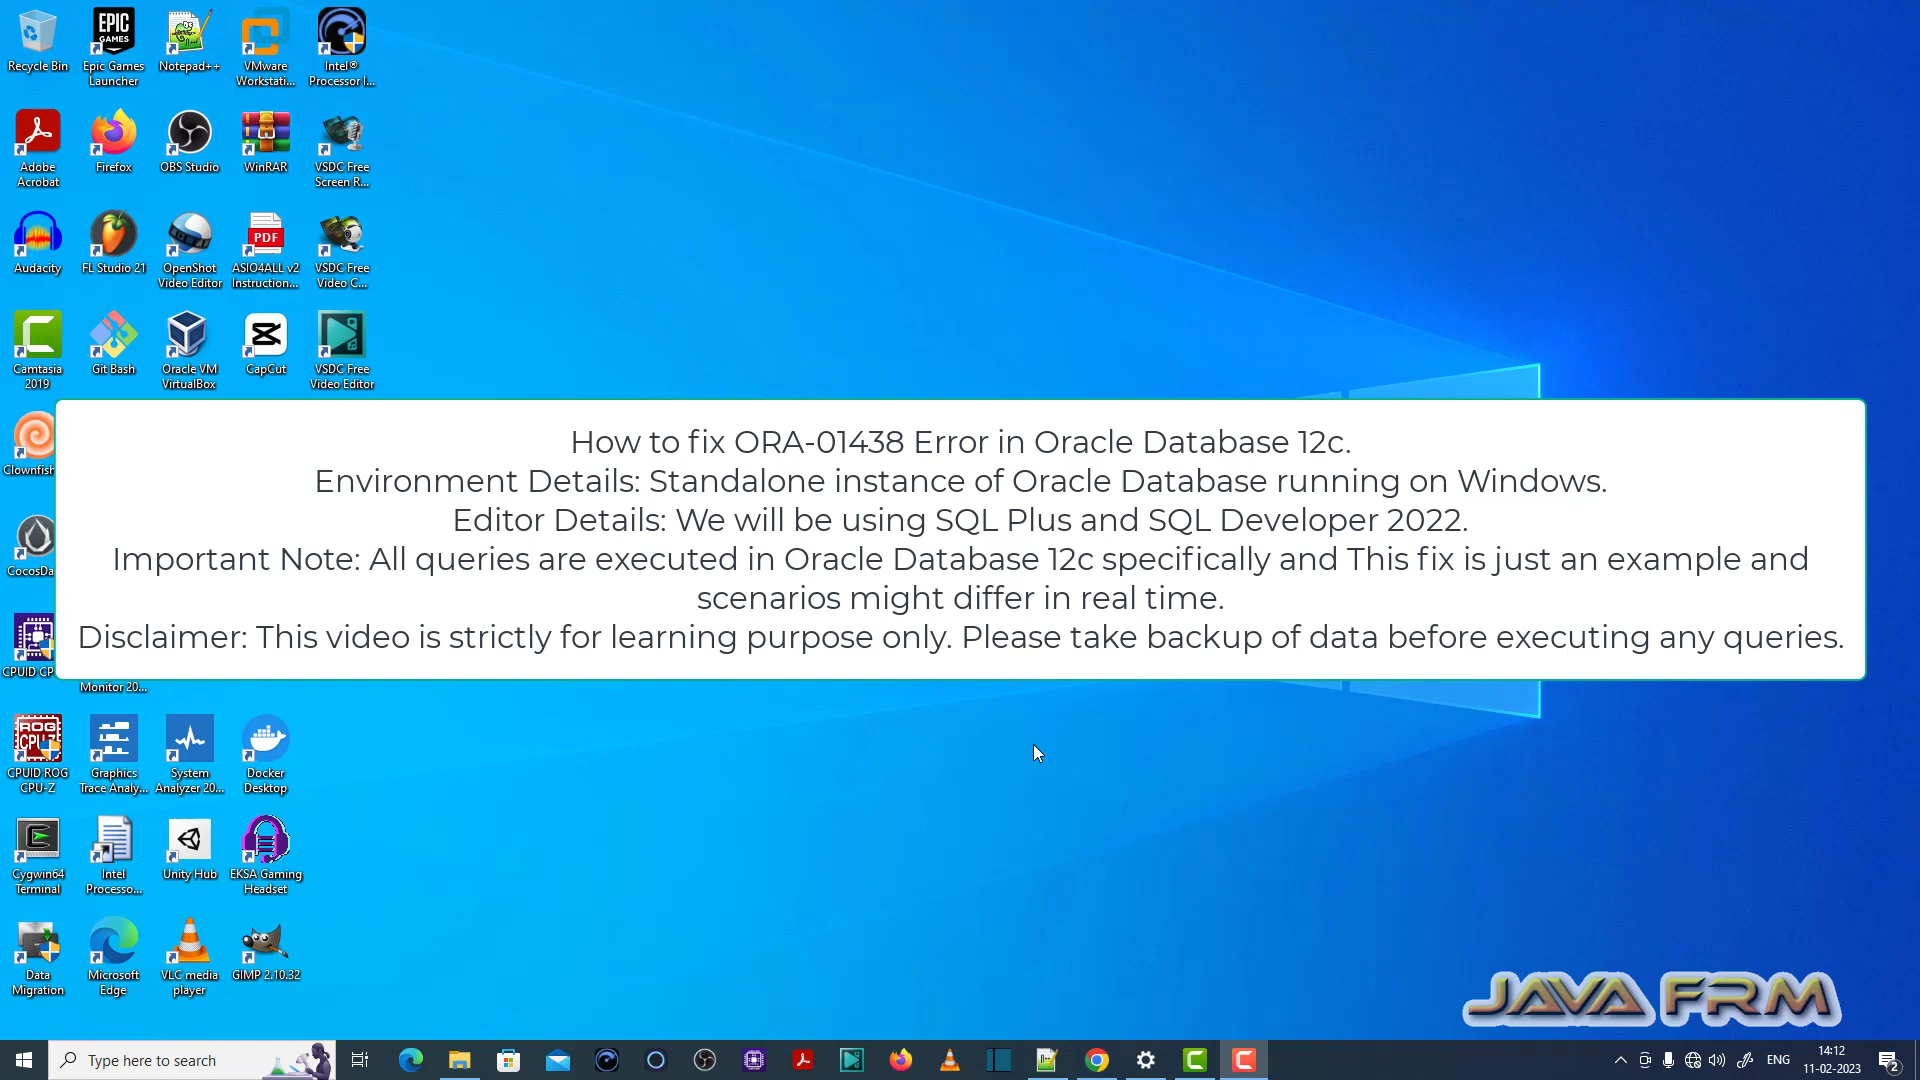 Recycle Bin
Epic Games
Launcher
Notepad++
VMware
Workstati...
Intel®
Processor I...
EPIC
GAMES
Adobe
Acrobat
Firefox
OBS Studio
WinRAR
VSDC Free
Screen R...
Audacity
FL Studio 21
OpenShot
Video Editor
PDF
ASIO4ALL v2
Instruction...
VSDC Free
Video C...
Camtasia
2019
Git Bash
Oracle VM
VirtualBox
CapCut
VSDC Free
Video Editor
Clownfish
CocosDa
CPUID CP
Monitor 20...
How to fix ORA-01438 Error in Oracle Database 12c.
Environment Details: Standalone instance of Oracle Database running on Windows.
Editor Details: We will be using SQL Plus and SQL Developer 2022.
Important Note: All queries are executed in Oracle Database 12c specifically and This fix is just an example and
scenarios might differ in real time.
Disclaimer: This video is strictly for learning purpose only. Please take backup of data before executing any queries.
ROG
CPU-Z
CPUID ROG
CPU-Z
Graphics
Trace Analy...
System
Analyzer 20...
Docker
Desktop
Cygwin64
Terminal
Intel
Processo...
Unity Hub
EKSA Gaming
Headset
Data
Migration
Microsoft
Edge
VLC media
player
GIMP 2.10.32
JAVA FRM
Type here to search
ENG
14:12
11-02-2023
2